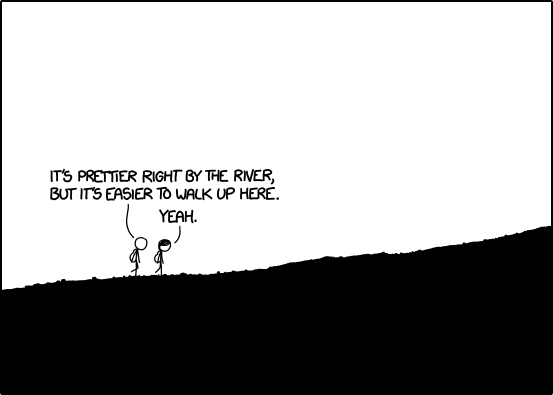 IT'S PRETTIER RIGHT BY THE RIVER,
BUT IT'S EASIER TO WALK UP HERE.
YEAH.